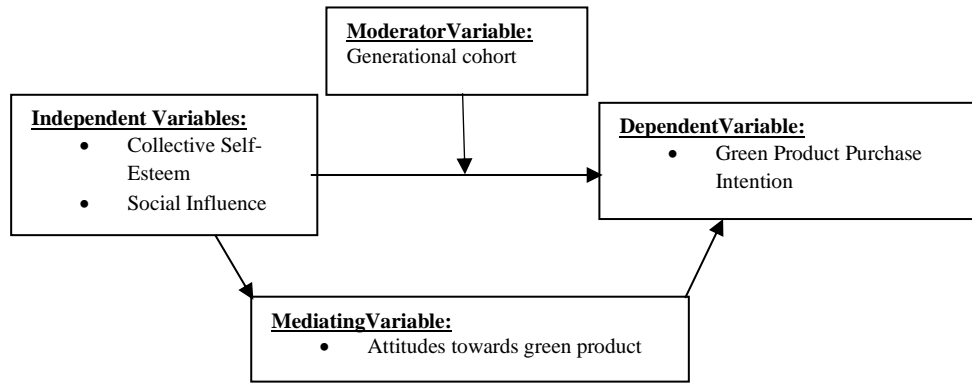 ModeratorVariable:
Generational cohort
Independent Variables:
• Collective Self-
Esteem
• Social Influence
DependentVariable:
• Green Product Purchase
Intention
MediatingVariable:
• Attitudes towards green product